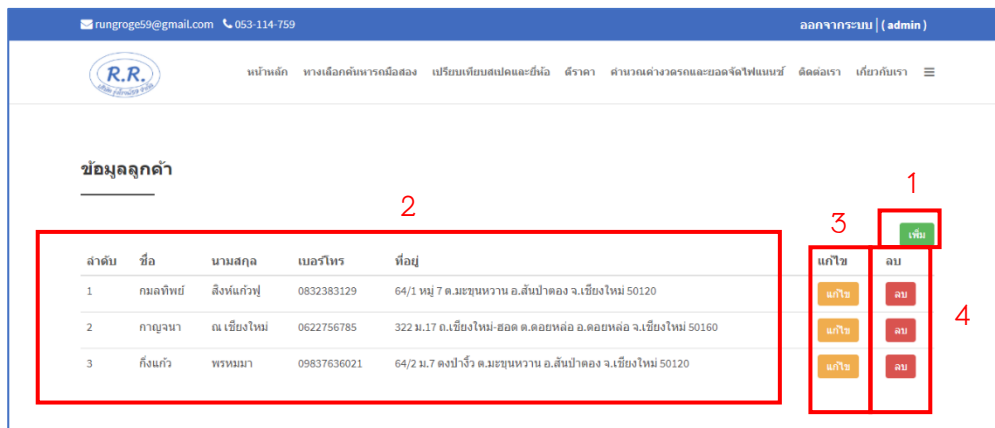 rungroge59@gmail.com 053-114-759 ออกจากระบบ | ( admin )
R.R.
หน้าหลัก ทางเลือกค้นหารถมือสอง เปรียบเทียบสเปคและยี่ห้อ ตีราคา คำนวณค่างวดรถและยอดจัดไฟแนนซ์ ติดต่อเรา เกี่ยวกับเรา
ข้อมูลลูกค้า
1
2
3
เพิ่ม
ลำดับ ชื่อ นามสกุล เบอร์โทร ที่อยู่ แก้ไข ลบ
1 กมลทิพย์ สิงห์แก้วฟู 0832383129 64/1 หมู่ 7 ต.มะขุนหวาน อ.สันป่าตอง จ.เชียงใหม่ 50120 แก้ไข ลบ
4
2 กาญจนา ณ เชียงใหม่ 0622756785 322 ม.17 ถ.เชียงใหม่-ฮอด ต.ดอยหล่อ อ.ดอยหล่อ จ.เชียงใหม่ 50160 แก้ไข ลบ
3 กิ่งแก้ว พรหมมา 09837636021 64/2 ม.7 ดงป่างิ้ว ต.มะขุนหวาน อ.สันป่าตอง จ.เชียงใหม่ 50120 แก้ไข ลบ